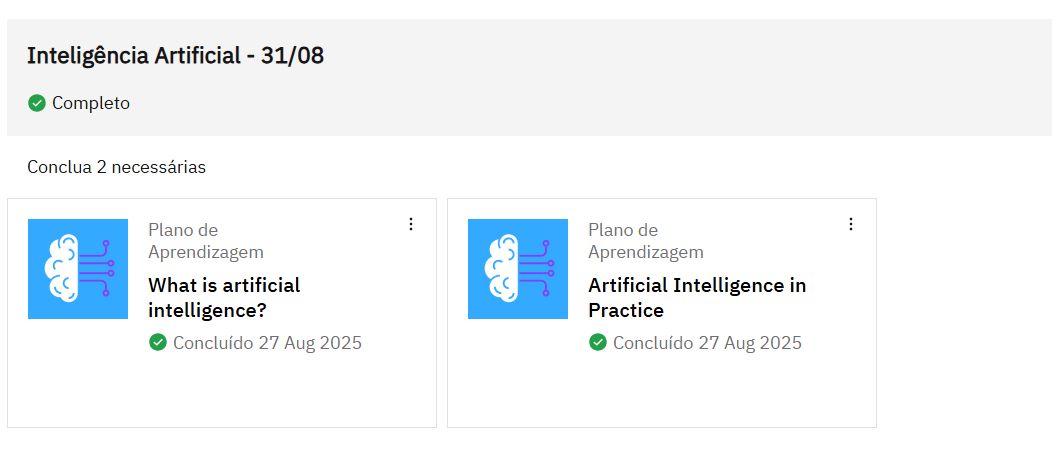 Inteligência Artificial - 31/08
Completo
Conclua 2 necessárias
Plano de
Aprendizagem
What is artificial
intelligence?
Concluído 27 Aug 2025
Plano de
Aprendizagem
Artificial Intelligence in
Practice
Concluído 27 Aug 2025